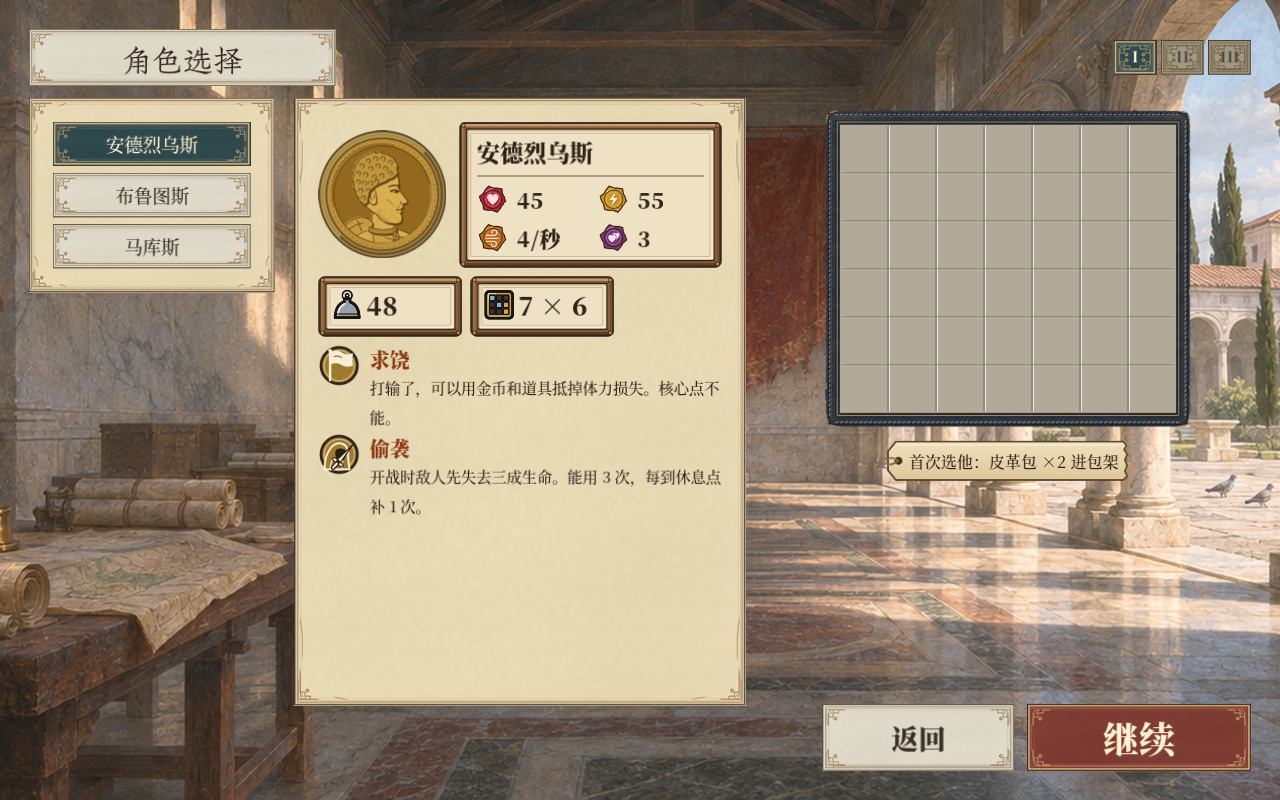 角色选择
I II III
安德烈乌斯
布鲁图斯
马库斯
安德烈乌斯
45 55
4/秒 3
48 7 × 6
求饶
打输了，可以用金币和道具抵掉体力损失。核心点不
能。
偷袭
开战时敌人先失去三成生命。能用 3 次，每到休息点
补 1 次。
首次选他：皮革包 ×2 进包架
返回 继续